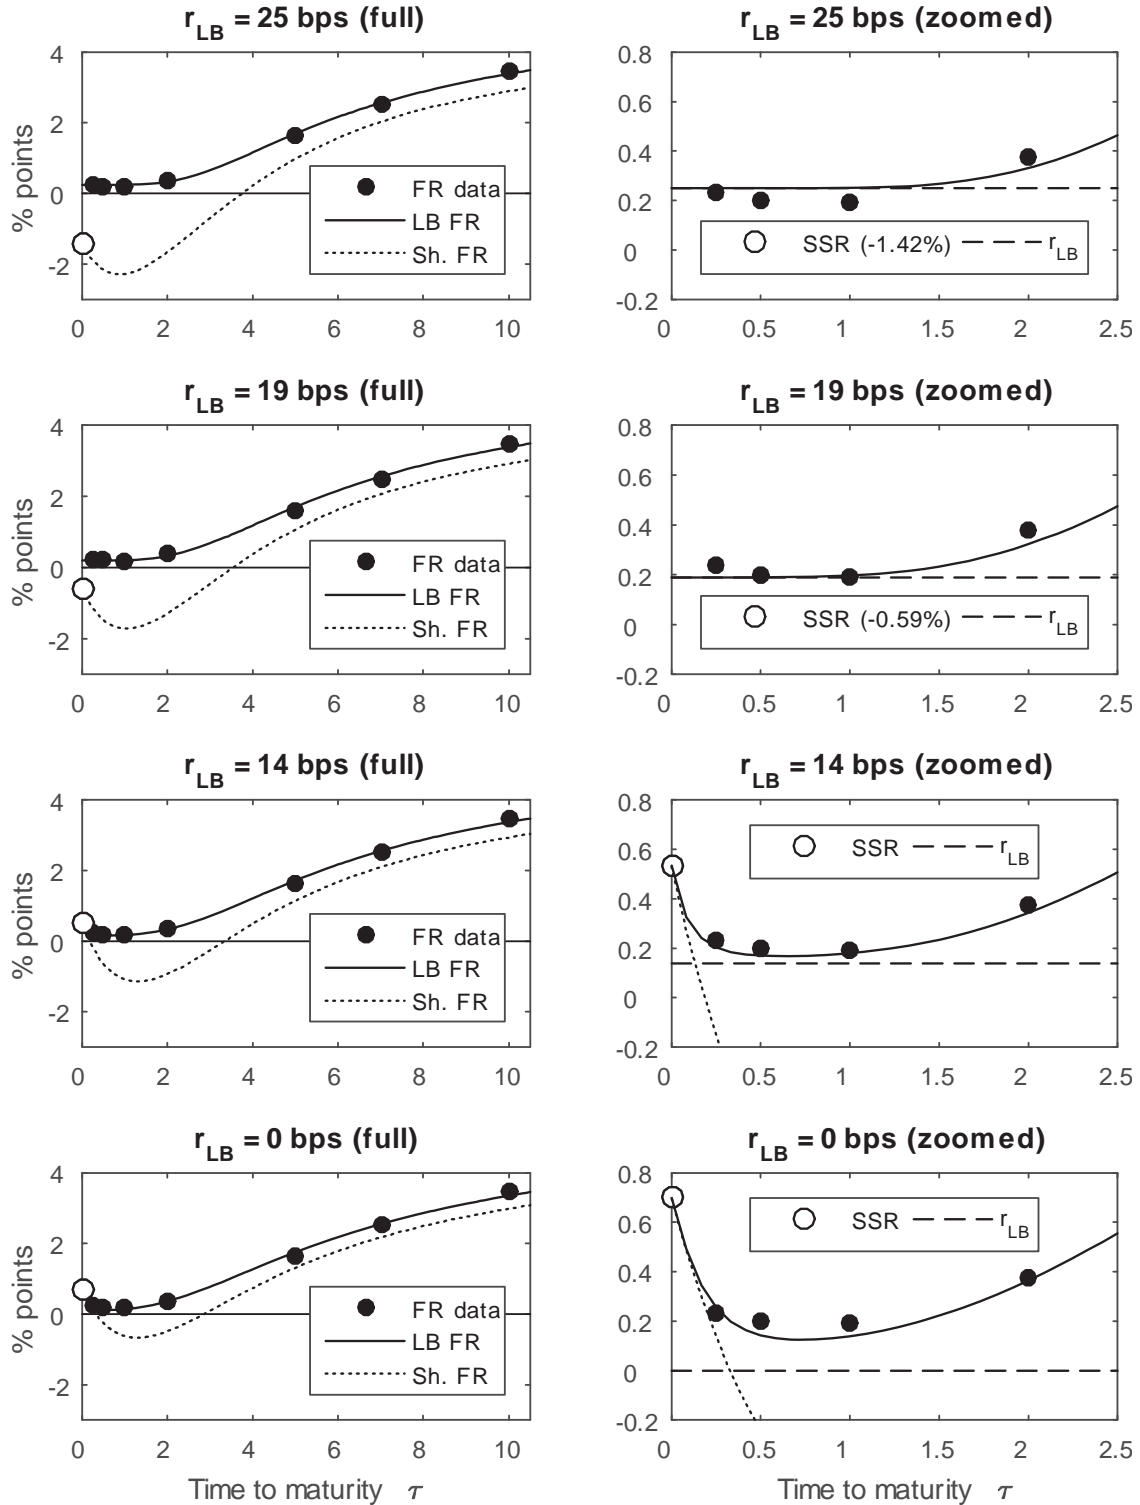 r_LB = 25 bps (full)
% points
4
2
0
-2
0 2 4 6 8 10
FR data
LB FR
Sh. FR
r_LB = 25 bps (zoomed)
0.8
0.6
0.4
0.2
0
-0.2
0 0.5 1 1.5 2 2.5
SSR (-1.42%) r_LB
r_LB = 19 bps (full)
% points
4
2
0
-2
0 2 4 6 8 10
FR data
LB FR
Sh. FR
r_LB = 19 bps (zoomed)
0.8
0.6
0.4
0.2
0
-0.2
0 0.5 1 1.5 2 2.5
SSR (-0.59%) r_LB
r_LB = 14 bps (full)
% points
4
2
0
-2
0 2 4 6 8 10
FR data
LB FR
Sh. FR
r_LB = 14 bps (zoomed)
0.8
0.6
0.4
0.2
0
-0.2
0 0.5 1 1.5 2 2.5
SSR r_LB
r_LB = 0 bps (full)
% points
4
2
0
-2
0 2 4 6 8 10
FR data
LB FR
Sh. FR
Time to maturity τ
r_LB = 0 bps (zoomed)
0.8
0.6
0.4
0.2
0
-0.2
0 0.5 1 1.5 2 2.5
SSR r_LB
Time to maturity τ